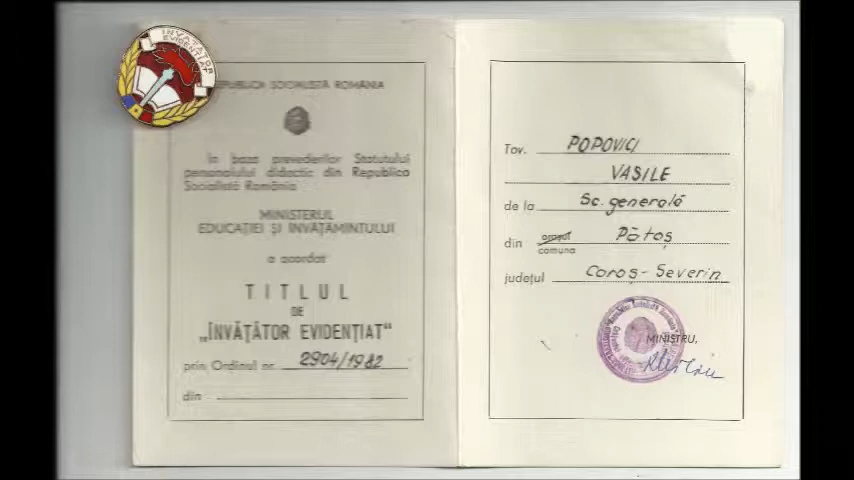 ÎNVĂȚĂTOR
EVIDENȚIAT
REPUBLICA SOCIALISTĂ ROMÂNIA
În baza prevederilor Statutului
personalului didactic din Republica
Socialistă România
MINISTERUL
EDUCAȚIEI ȘI ÎNVĂȚĂMÎNTULUI
a acordat
TITLUL
DE
„ÎNVĂȚĂTOR EVIDENȚIAT"
prin Ordinul nr. 2904/1982
din
Tov. POPOVICI
VASILE
de la Sc. generală
din orașul Pătaș
comuna
județul Caraș-Severin
MINISTRU,